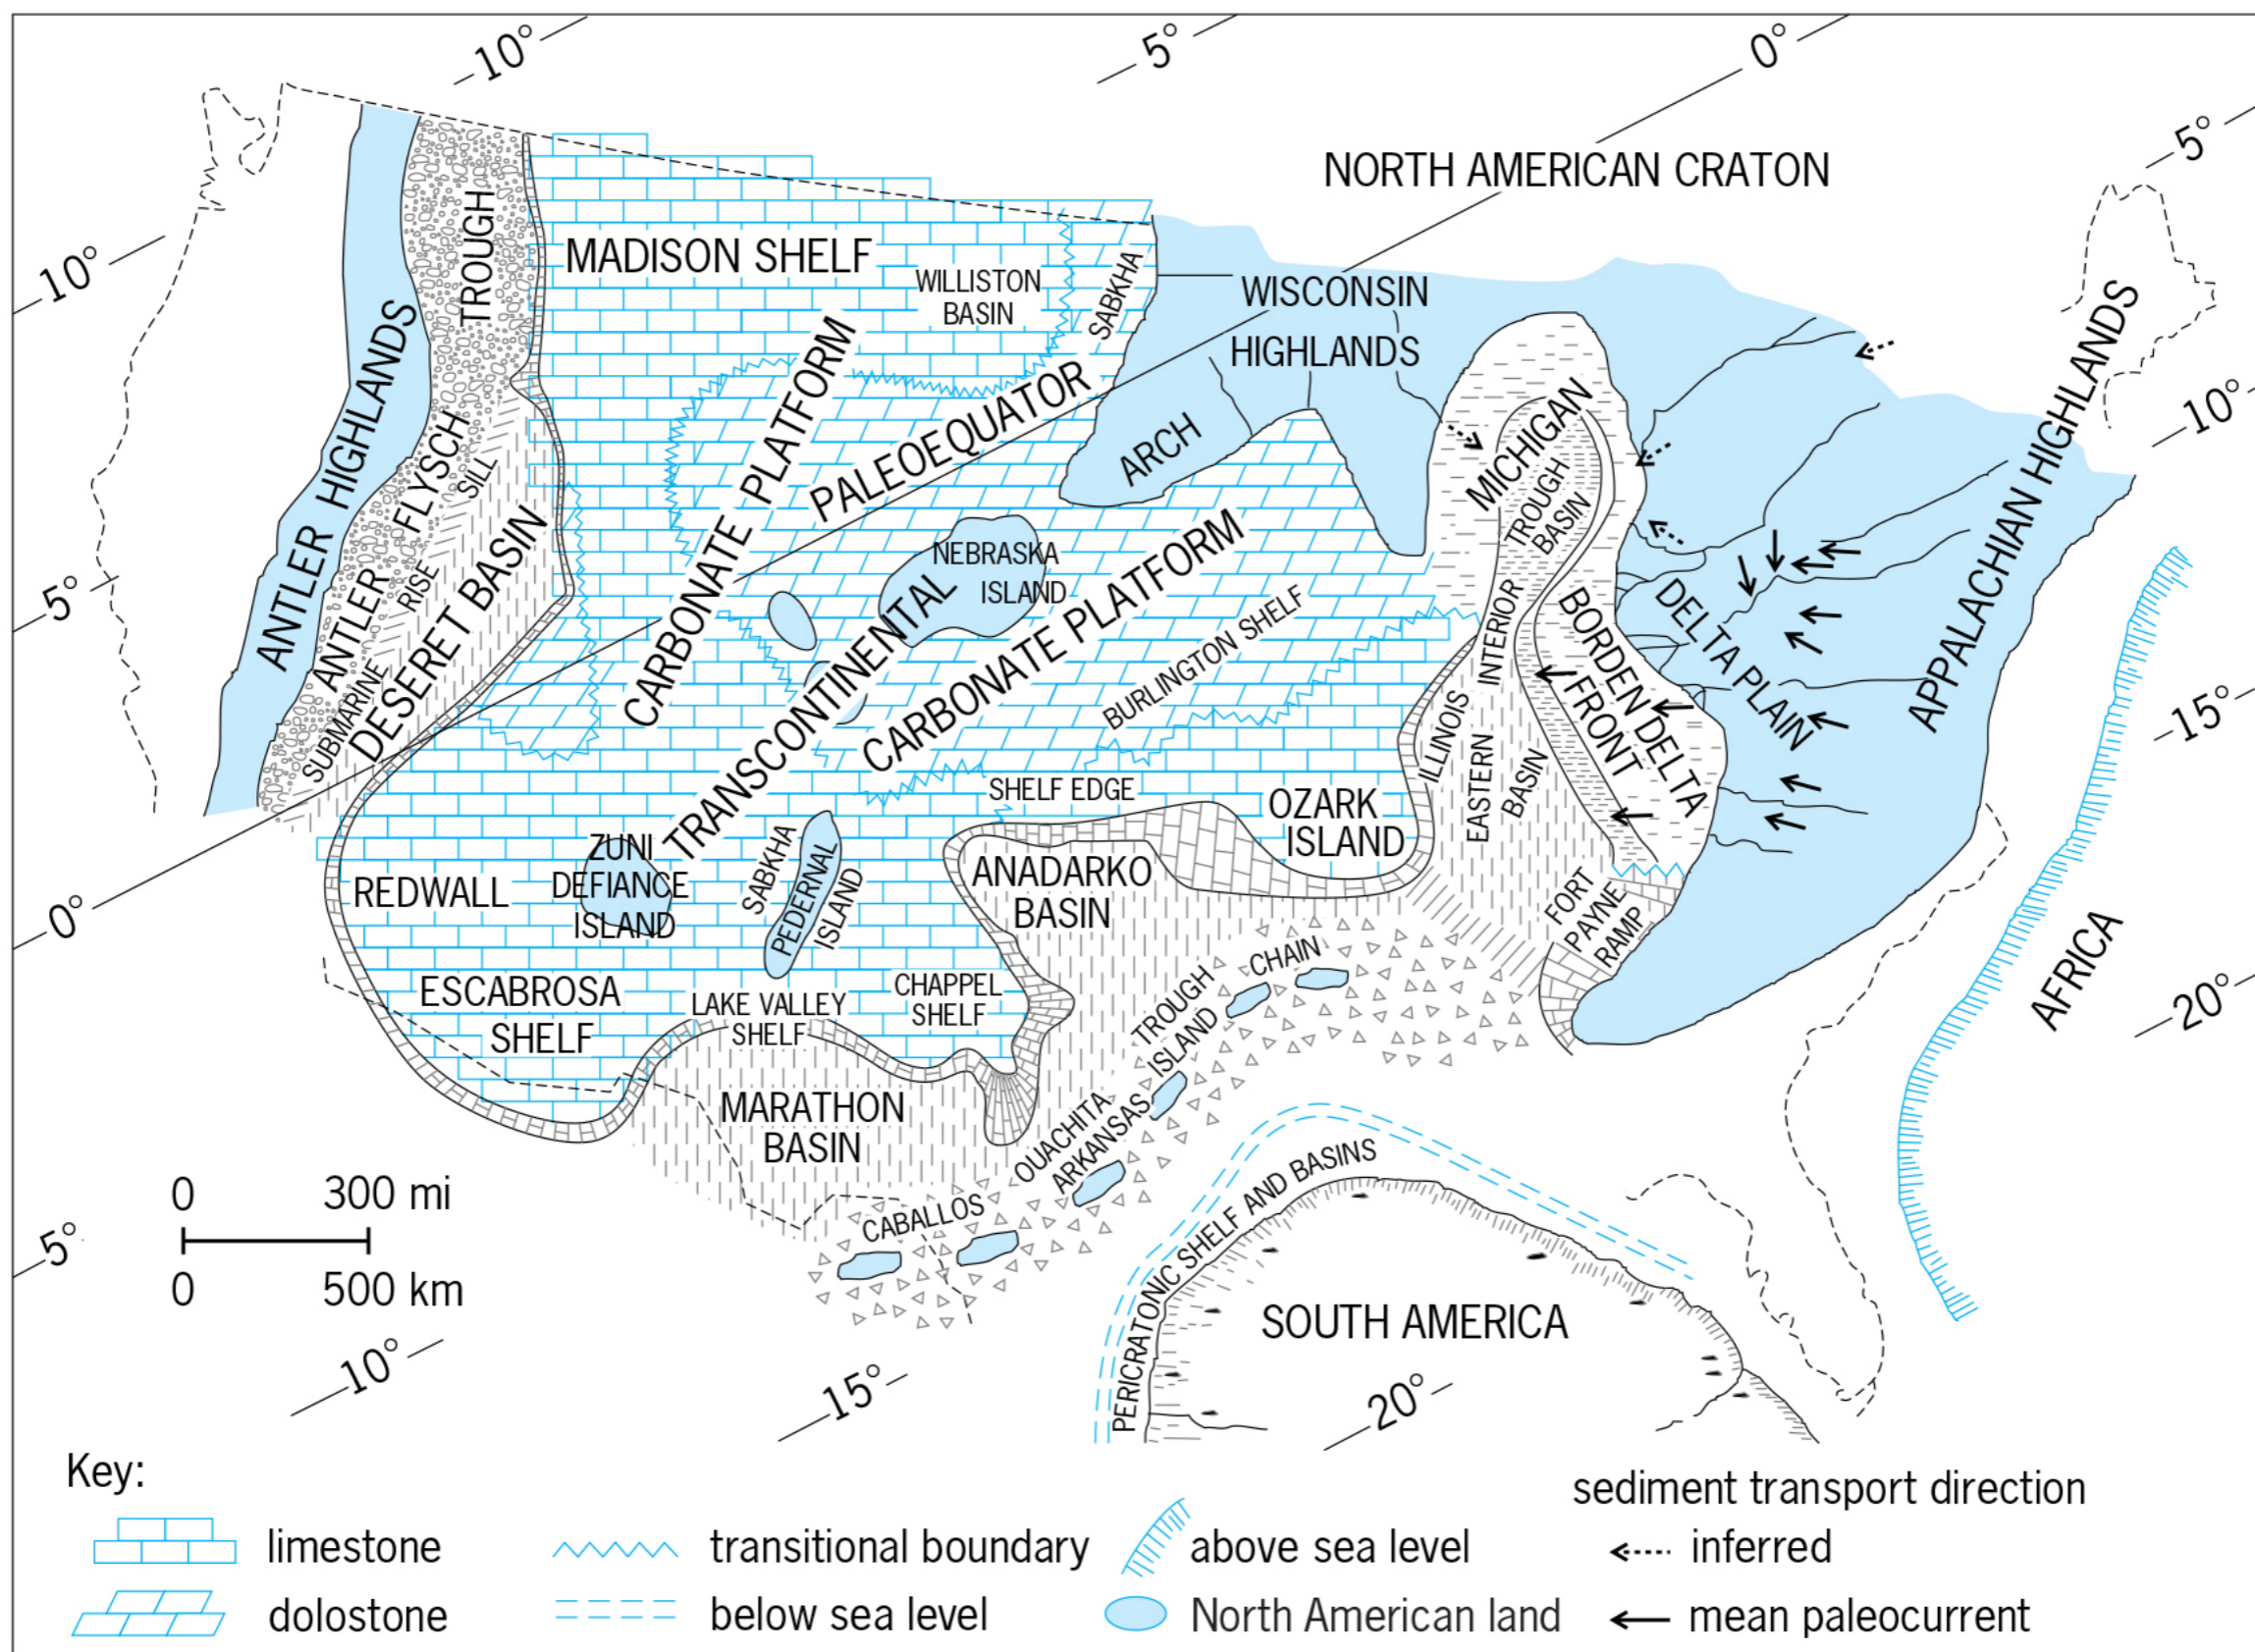 -10°
5°
0°
5°
10°
15°
20°
10°
5°
0°
5°
10°
15°
20°
NORTH AMERICAN CRATON
TROUGH
MADISON SHELF
WILLISTON
BASIN
SABKHA
WISCONSIN
HIGHLANDS
ARCH
ANTLER HIGHLANDS
ANTLER FLYSCH
SILL
SUBMARINE RISE
DESERET BASIN
CARBONATE PLATFORM
PALEOEQUATOR
MICHIGAN
TROUGH
BASIN
APPALACHIAN HIGHLANDS
NEBRASKA
ISLAND
TRANSCONTINENTAL
CARBONATE PLATFORM
BURLINGTON SHELF
ILLINOIS INTERIOR
EASTERN BASIN
BORDEN DELTA
FRONT
DELTA PLAIN
SHELF EDGE
OZARK
ISLAND
ZUNI
DEFIANCE
ISLAND
REDWALL
SABKHA
PEDERNAL
ISLAND
ANADARKO
BASIN
FORT
PAYNE
RAMP
AFRICA
ESCABROSA
SHELF
LAKE VALLEY
SHELF
CHAPPEL
SHELF
MARATHON
BASIN
OUACHITA TROUGH
ARKANSAS ISLAND CHAIN
CABALLOS
PERICRATONIC SHELF AND BASINS
SOUTH AMERICA
0 300 mi
0 500 km
Key:
limestone
dolostone
transitional boundary
below sea level
above sea level
North American land
sediment transport direction
inferred
mean paleocurrent